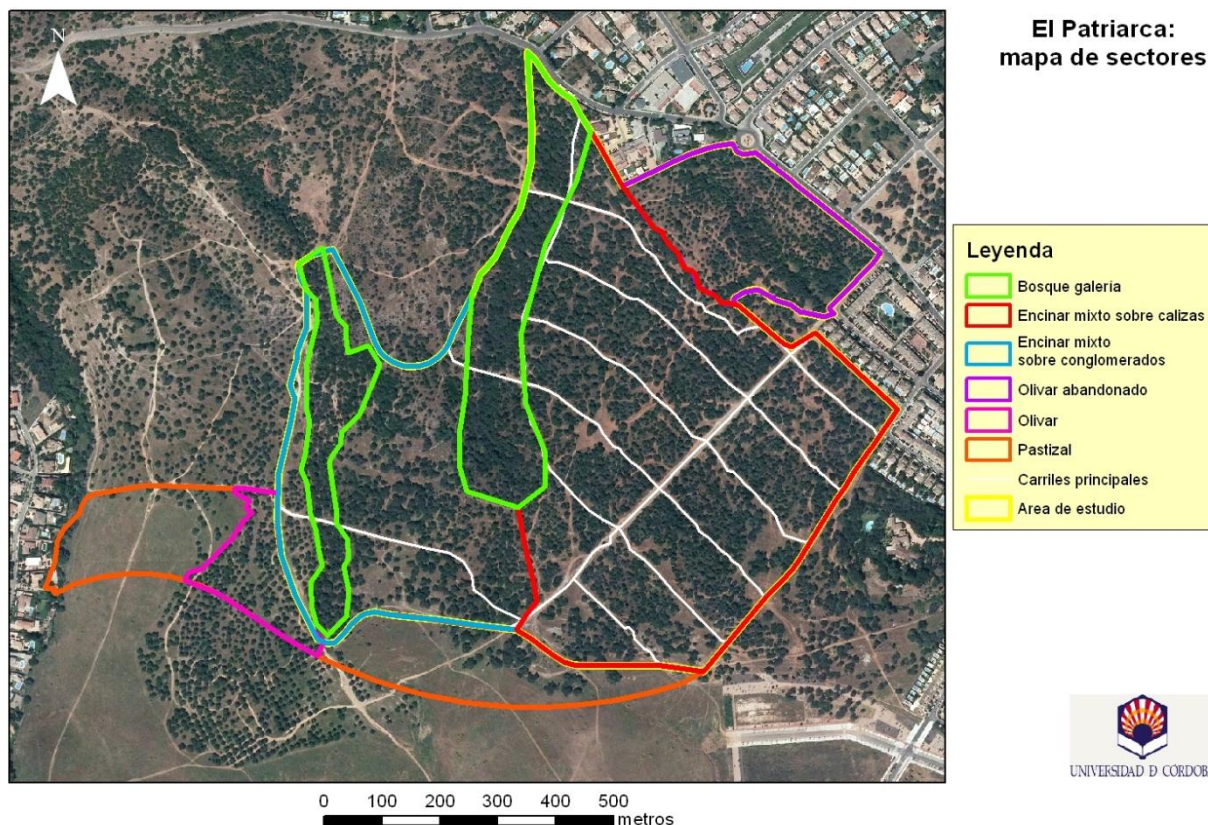 El Patriarca:
mapa de sectores
N
Leyenda
Bosque galería
Encinar mixto sobre calizas
Encinar mixto
sobre conglomerados
Olivar abandonado
Olivar
Pastizal
Carriles principales
Area de estudio
UNIVERSIDAD D CÓRDOB
0 100 200 300 400 500
metros